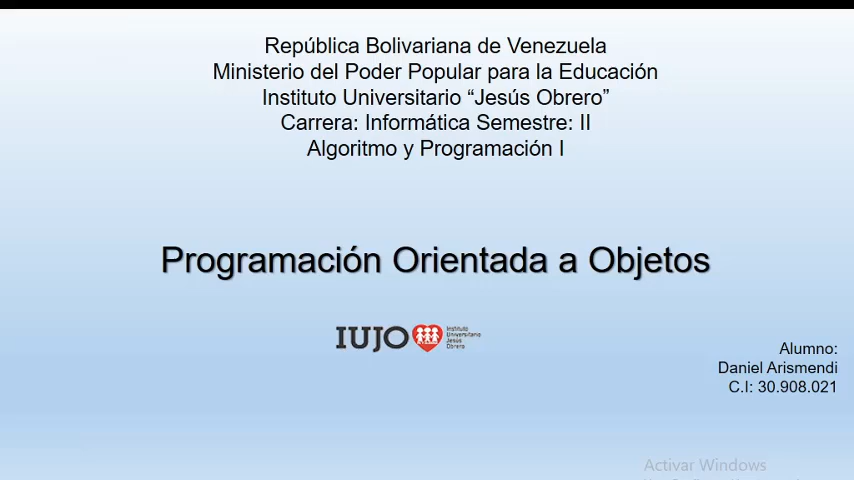 República Bolivariana de Venezuela
Ministerio del Poder Popular para la Educación
Instituto Universitario “Jesús Obrero”
Carrera: Informática Semestre: II
Algoritmo y Programación I
Programación Orientada a Objetos
IUJO
Instituto
Universitario
Jesús
Obrero
Alumno:
Daniel Arismendi
C.I: 30.908.021
Activar Windows